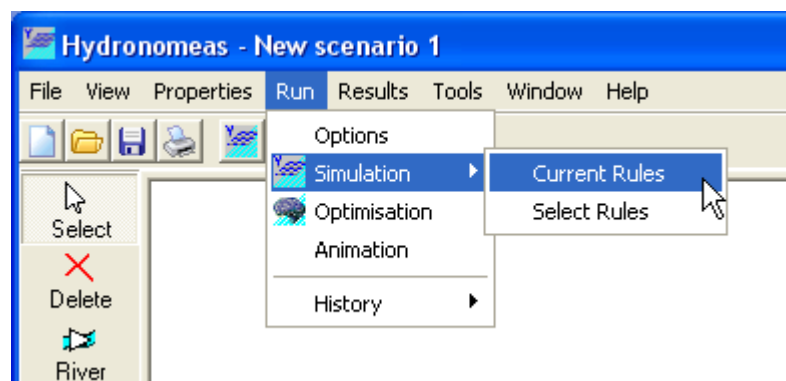 Hydronomeas - New scenario 1
File View Properties Run Results Tools Window Help
Options
Simulation
Current Rules
Select Rules
Optimisation
Animation
History
Select
Delete
River